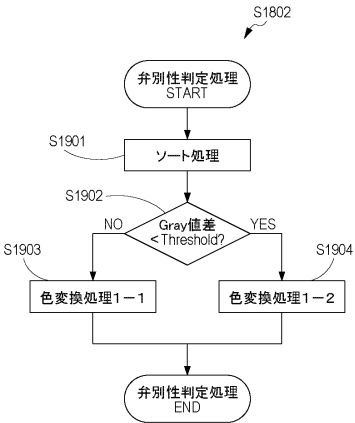 S1802
弁別性判定処理
START
S1901
ソート処理
S1902
Gray値差
<Threshold?
NO
YES
S1903
S1904
色変換処理1－1
色変換処理1－2
弁別性判定処理
END